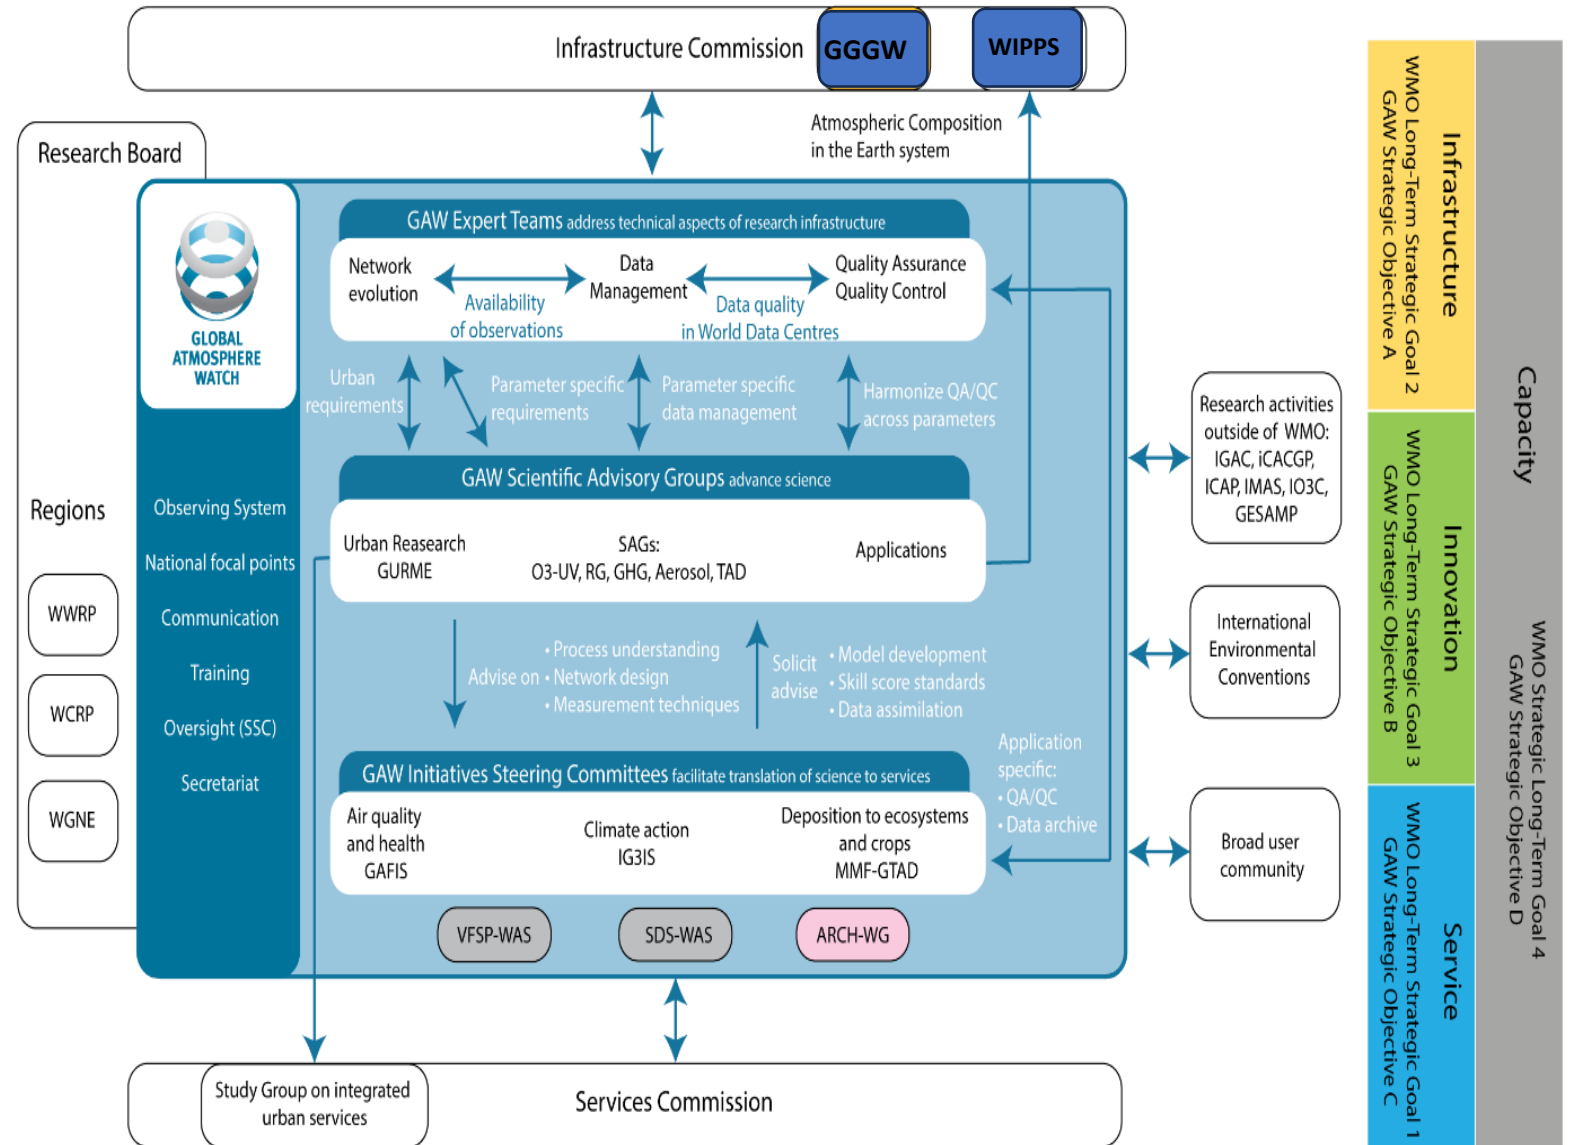 Infrastructure Commission
GGGW
WIPPS
Atmospheric Composition
in the Earth system
Research Board
GLOBAL
ATMOSPHERE
WATCH
Observing System
National focal points
Communication
Training
Oversight (SSC)
Secretariat
Regions
WWRP
WCRP
WGNE
GAW Expert Teams address technical aspects of research infrastructure
Network
evolution
Data
Management
Quality Assurance
Quality Control
Availability
of observations
Data quality
in World Data Centres
Urban
requirements
Parameter specific
requirements
Parameter specific
data management
Harmonize QA/QC
across parameters
GAW Scientific Advisory Groups advance science
Urban Reasearch
GURME
SAGs:
O3-UV, RG, GHG, Aerosol, TAD
Applications
Advise on
• Process understanding
• Network design
• Measurement techniques
Solicit
advise
• Model development
• Skill score standards
• Data assimilation
Application
specific:
• QA/QC
• Data archive
GAW Initiatives Steering Committees facilitate translation of science to services
Air quality
and health
GAFIS
Climate action
IG3IS
Deposition to ecosystems
and crops
MMF-GTAD
VFSP-WAS
SDS-WAS
ARCH-WG
Study Group on integrated
urban services
Services Commission
Research activities
outside of WMO:
IGAC, iCACGP,
ICAP, IMAS, IO3C,
GESAMP
International
Environmental
Conventions
Broad user
community
Infrastructure
WMO Long-Term Strategic Goal 2
GAW Strategic Objective A
Innovation
WMO Long-Term Strategic Goal 3
GAW Strategic Objective B
Service
WMO Long-Term Strategic Goal 1
GAW Strategic Objective C
Capacity
WMO Strategic Long-Term Goal 4
GAW Strategic Objective D